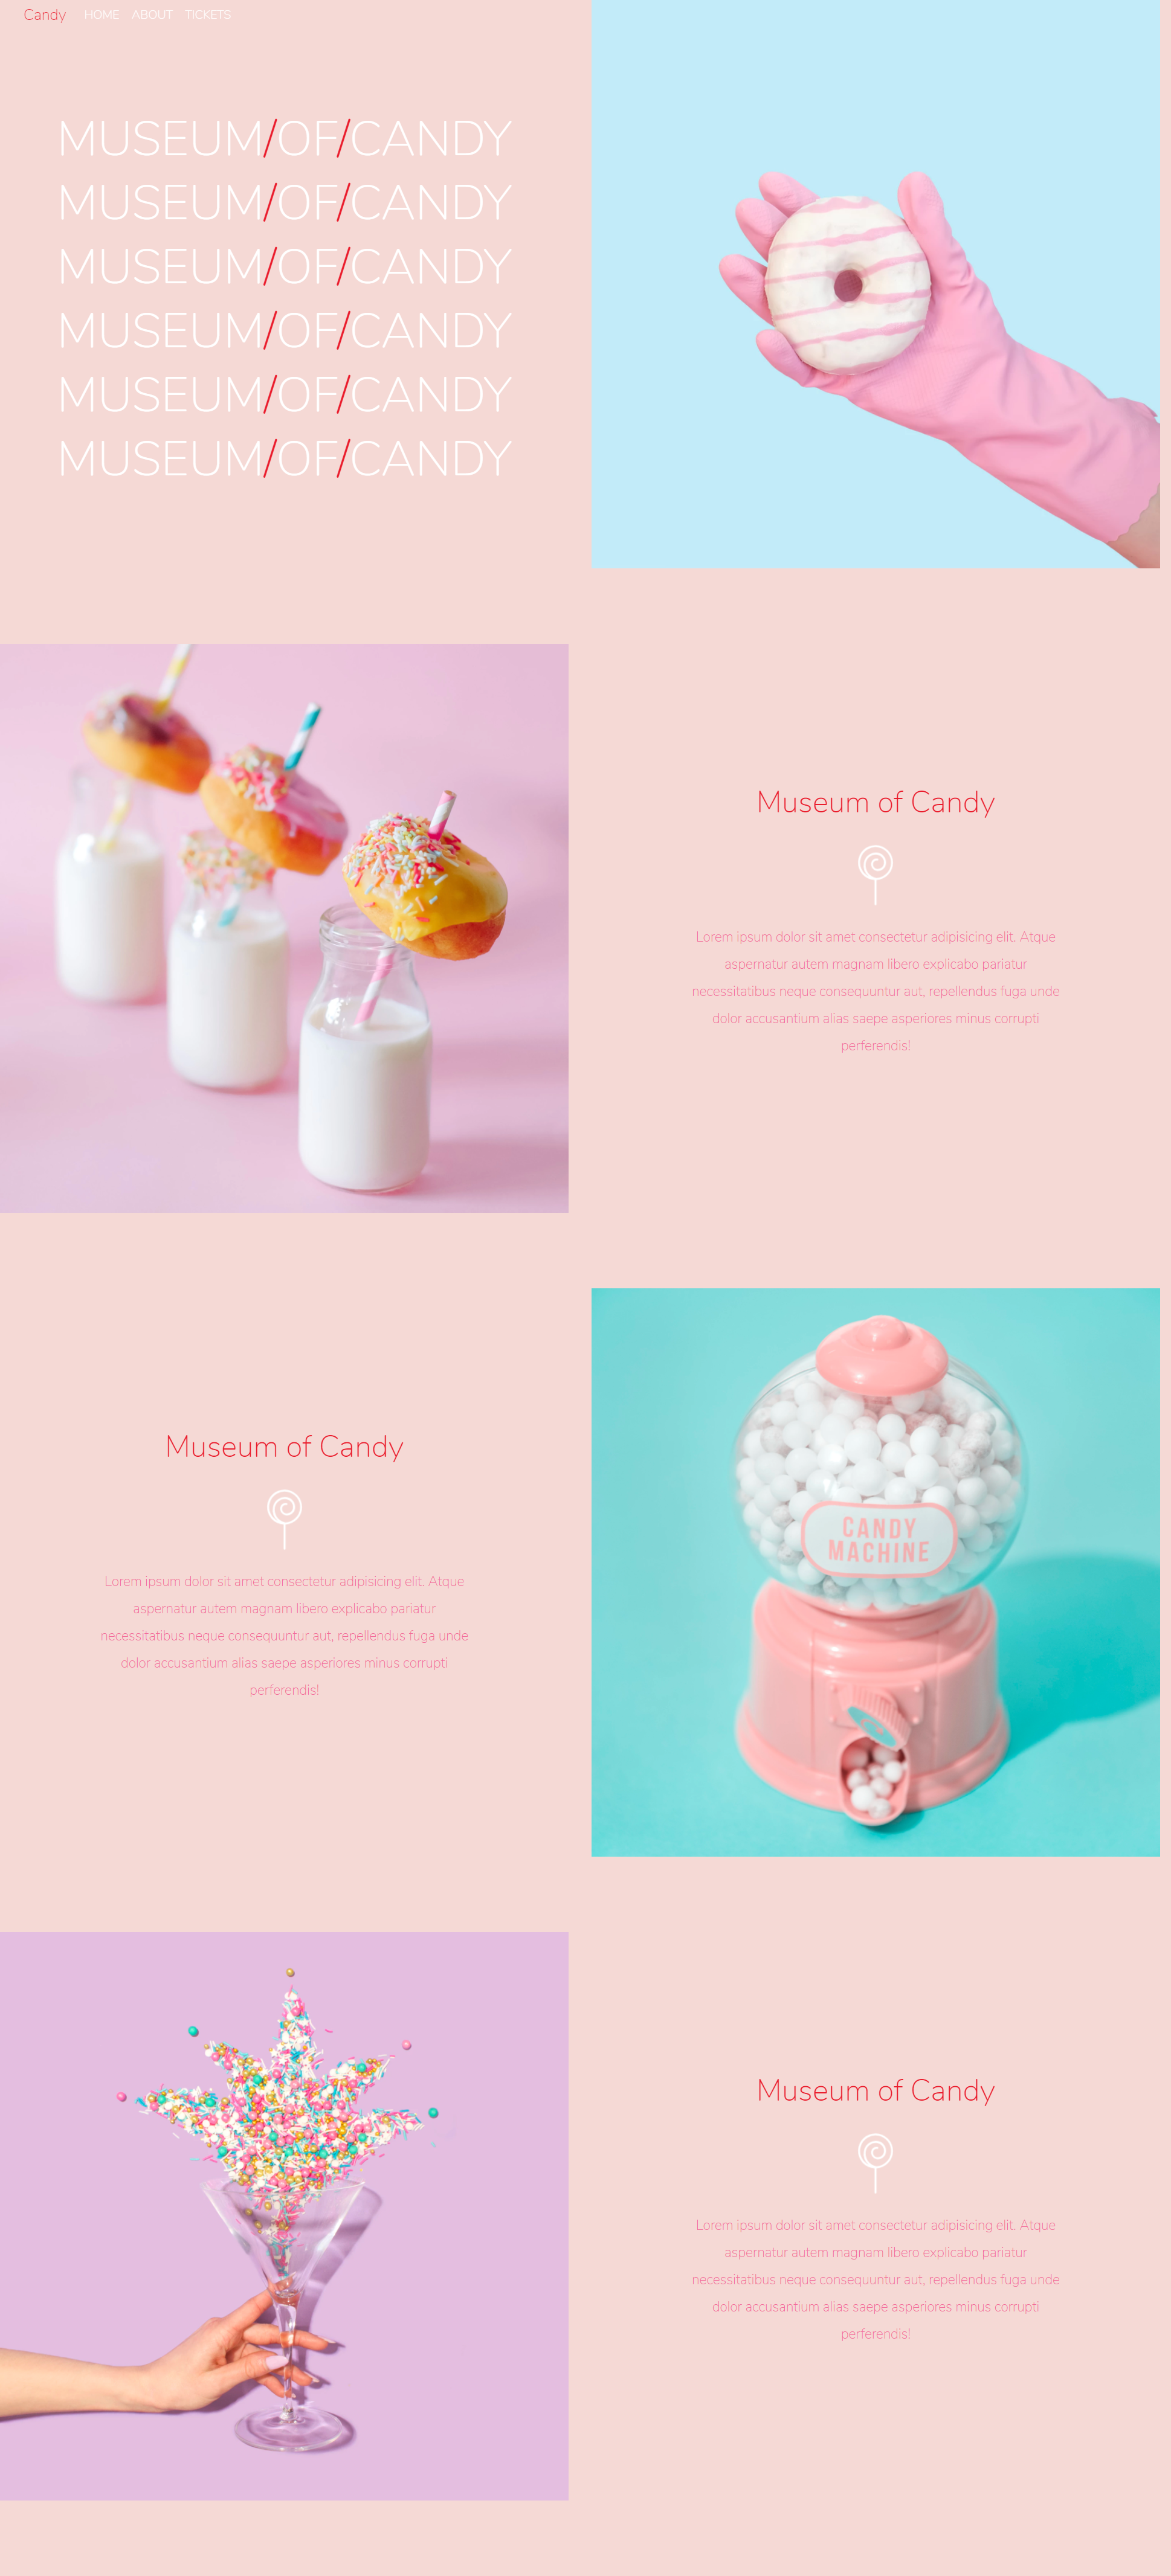 Candy HOME ABOUT TICKETS
MUSEUM/OF/CANDY
MUSEUM/OF/CANDY
MUSEUM/OF/CANDY
MUSEUM/OF/CANDY
MUSEUM/OF/CANDY
MUSEUM/OF/CANDY
Museum of Candy
Lorem ipsum dolor sit amet consectetur adipisicing elit. Atque
aspernatur autem magnam libero explicabo pariatur
necessitatibus neque consequuntur aut, repellendus fuga unde
dolor accusantium alias saepe asperiores minus corrupti
perferendis!
Museum of Candy
Lorem ipsum dolor sit amet consectetur adipisicing elit. Atque
aspernatur autem magnam libero explicabo pariatur
necessitatibus neque consequuntur aut, repellendus fuga unde
dolor accusantium alias saepe asperiores minus corrupti
perferendis!
CANDY
MACHINE
Museum of Candy
Lorem ipsum dolor sit amet consectetur adipisicing elit. Atque
aspernatur autem magnam libero explicabo pariatur
necessitatibus neque consequuntur aut, repellendus fuga unde
dolor accusantium alias saepe asperiores minus corrupti
perferendis!